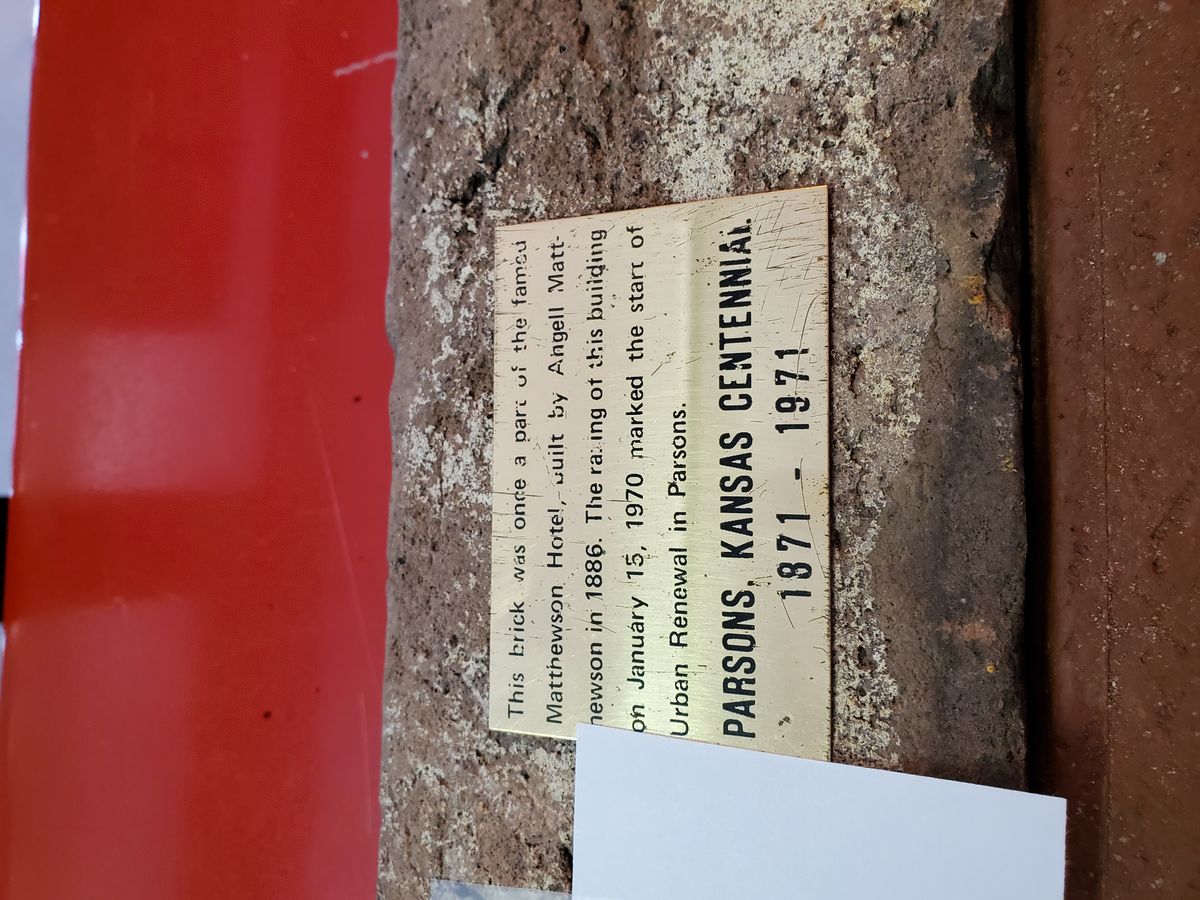 This brick was once a part of the famed
Matthewson Hotel, built by Angell Matt-
hewson in 1886. The razing of this building
on January 15, 1970 marked the start of
Urban Renewal in Parsons.
PARSONS, KANSAS CENTENNIAL
1871 - 1971